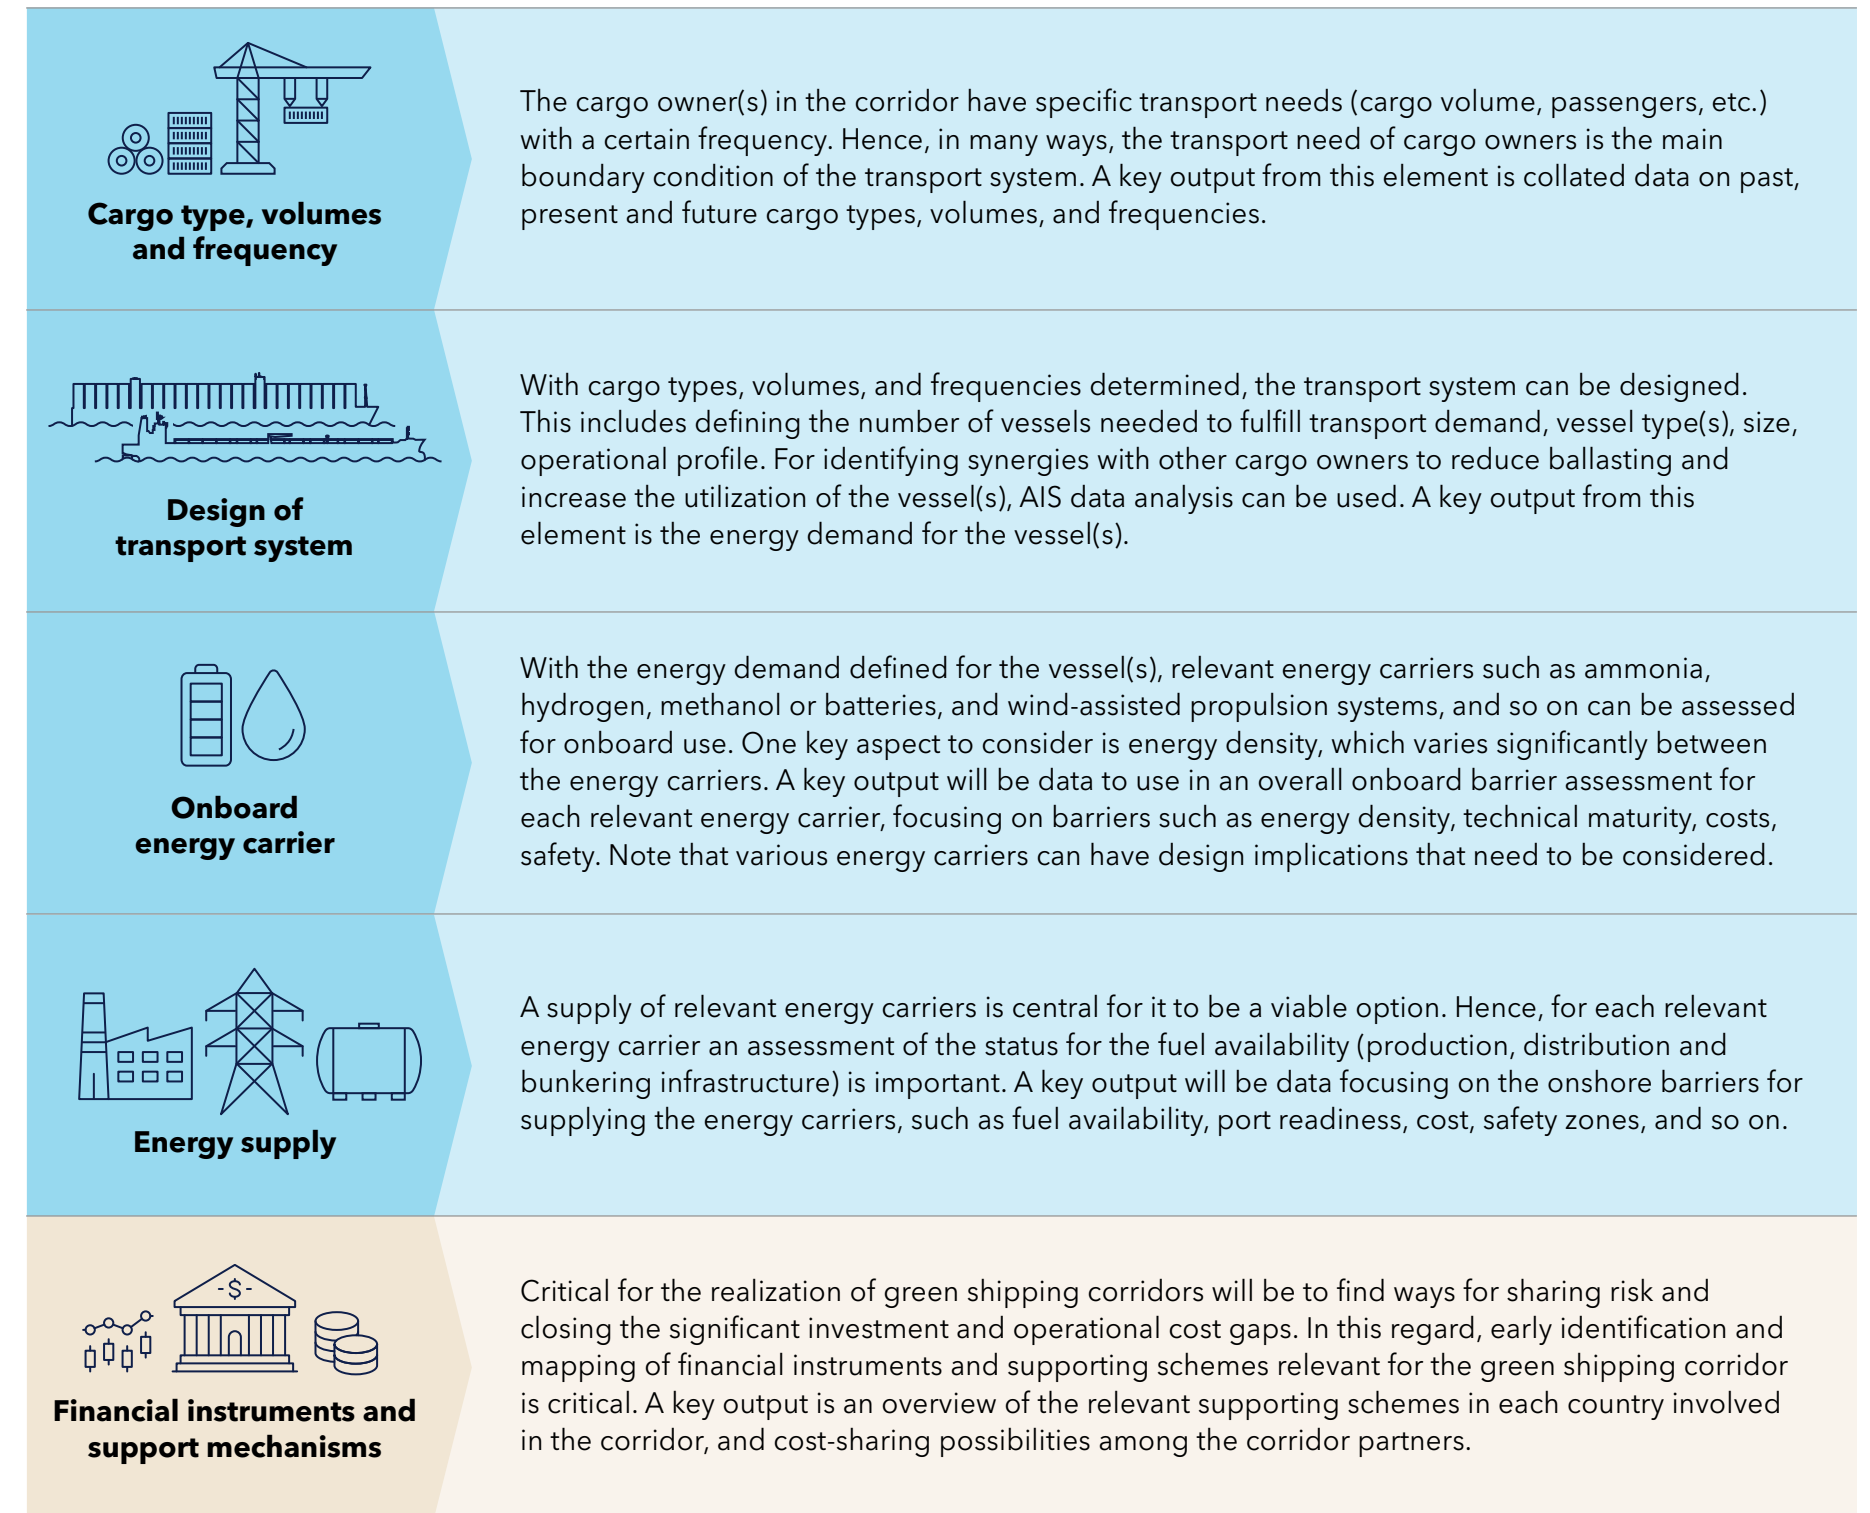 Cargo type, volumes
and frequency
The cargo owner(s) in the corridor have specific transport needs (cargo volume, passengers, etc.)
with a certain frequency. Hence, in many ways, the transport need of cargo owners is the main
boundary condition of the transport system. A key output from this element is collated data on past,
present and future cargo types, volumes, and frequencies.
Design of
transport system
With cargo types, volumes, and frequencies determined, the transport system can be designed.
This includes defining the number of vessels needed to fulfill transport demand, vessel type(s), size,
operational profile. For identifying synergies with other cargo owners to reduce ballasting and
increase the utilization of the vessel(s), AIS data analysis can be used. A key output from this
element is the energy demand for the vessel(s).
Onboard
energy carrier
With the energy demand defined for the vessel(s), relevant energy carriers such as ammonia,
hydrogen, methanol or batteries, and wind-assisted propulsion systems, and so on can be assessed
for onboard use. One key aspect to consider is energy density, which varies significantly between
the energy carriers. A key output will be data to use in an overall onboard barrier assessment for
each relevant energy carrier, focusing on barriers such as energy density, technical maturity, costs,
safety. Note that various energy carriers can have design implications that need to be considered.
Energy supply
A supply of relevant energy carriers is central for it to be a viable option. Hence, for each relevant
energy carrier an assessment of the status for the fuel availability (production, distribution and
bunkering infrastructure) is important. A key output will be data focusing on the onshore barriers for
supplying the energy carriers, such as fuel availability, port readiness, cost, safety zones, and so on.
-$-
Financial instruments and
support mechanisms
Critical for the realization of green shipping corridors will be to find ways for sharing risk and
closing the significant investment and operational cost gaps. In this regard, early identification and
mapping of financial instruments and supporting schemes relevant for the green shipping corridor
is critical. A key output is an overview of the relevant supporting schemes in each country involved
in the corridor, and cost-sharing possibilities among the corridor partners.